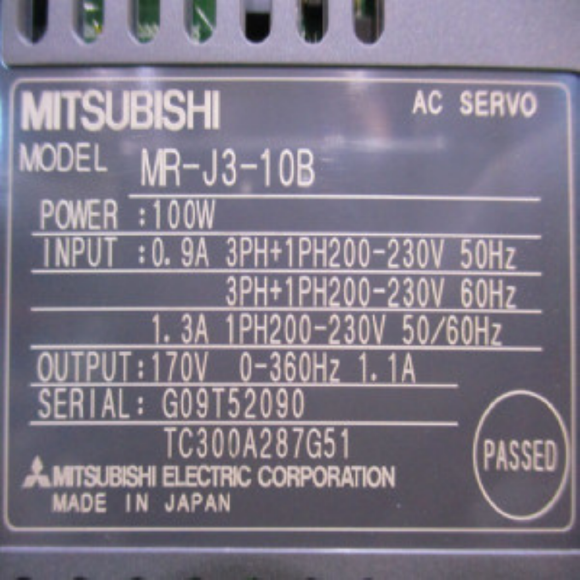 MITSUBISHI AC SERVO
MODEL MR-J3-10B
POWER :100W
INPUT :0.9A 3PH+1PH200-230V 50Hz
3PH+1PH200-230V 60Hz
1.3A 1PH200-230V 50/60Hz
OUTPUT:170V 0-360Hz 1.1A
SERIAL: G09T52090
TC300A287G51
PASSED
MITSUBISHI ELECTRIC CORPORATION
MADE IN JAPAN